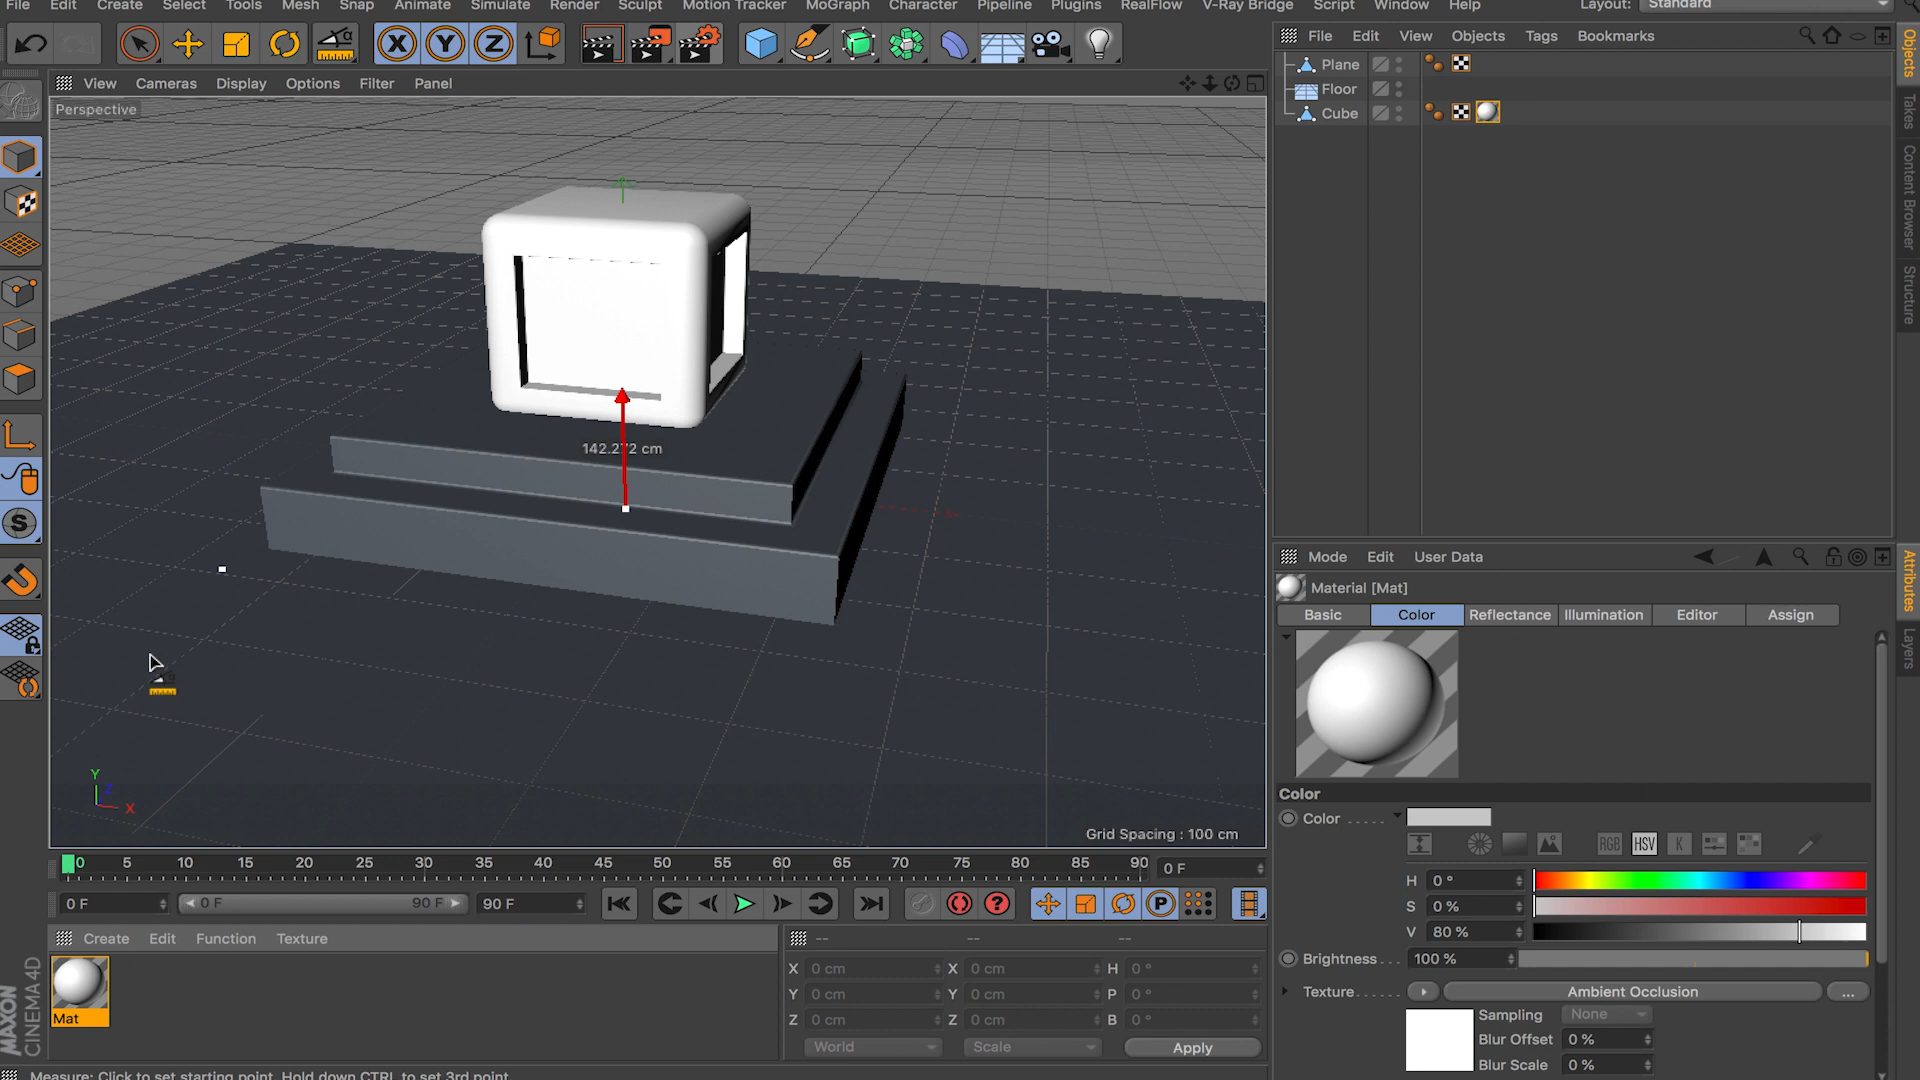 File Edit Create Select Tools Mesh Snap Animate Simulate Render Sculpt Motion Tracker MoGraph Character Pipeline Plugins RealFlow V-Ray Bridge Script Window Help Layout: Standard
X Y Z
File Edit View Objects Tags Bookmarks
View Cameras Display Options Filter Panel
Perspective
Plane
Floor
Cube
Objects
Takes
Content Browser
Structure
142.2 2 cm
Grid Spacing : 100 cm
Y
Z
X
S
Mode Edit User Data
Material [Mat]
Basic Color Reflectance Illumination Editor Assign
Attributes
Layers
Color
Color
RGB HSV K
H 0 °
S 0 %
V 80 %
Brightness 100 %
Texture Ambient Occlusion ...
Sampling None
Blur Offset 0 %
Blur Scale 0 %
0 5 10 15 20 25 30 35 40 45 50 55 60 65 70 75 80 85 90 0 F
0 F 0 F 90 F 90 F ? P
Create Edit Function Texture
-- -- --
X 0 cm X 0 cm H 0 °
Y 0 cm Y 0 cm P 0 °
Z 0 cm Z 0 cm B 0 °
World Scale Apply
Mat
MAXON
CINEMA4D
Measure: Click to set starting point. Hold down CTRL to set 3rd point.